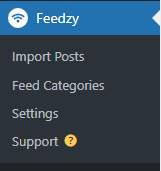 Feedzy
Import Posts
Feed Categories
Settings
Support ?